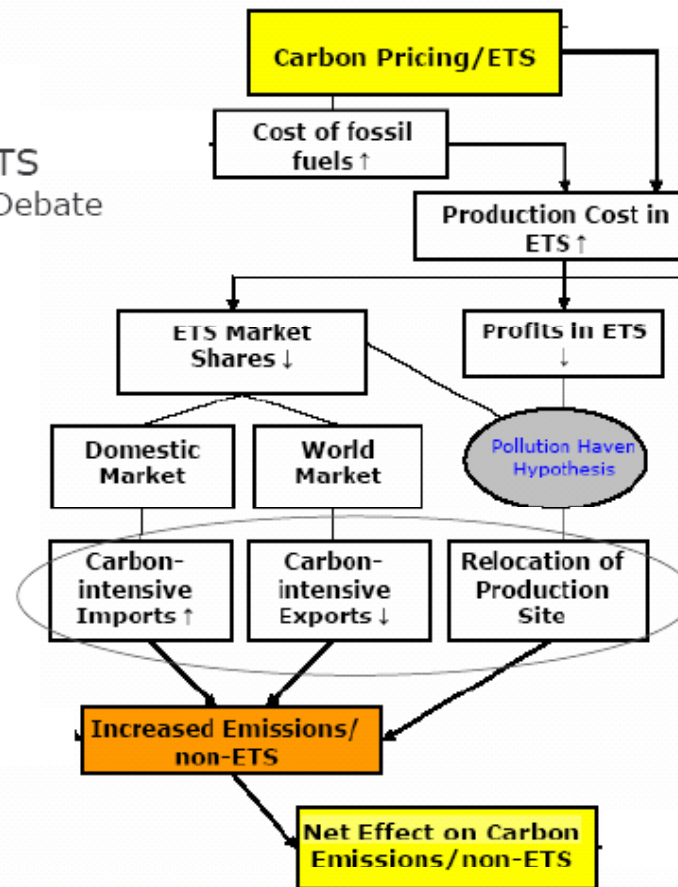 Carbon Pricing/ETS
Cost of fossil
fuels ↑
TS
Debate
Production Cost in
ETS ↑
ETS Market
Shares ↓
Profits in ETS
↓
Domestic
Market
World
Market
Pollution Haven
Hypothesis
Carbon-
intensive
Imports ↑
Carbon-
intensive
Exports ↓
Relocation of
Production
Site
Increased Emissions/
non-ETS
Net Effect on Carbon
Emissions/non-ETS